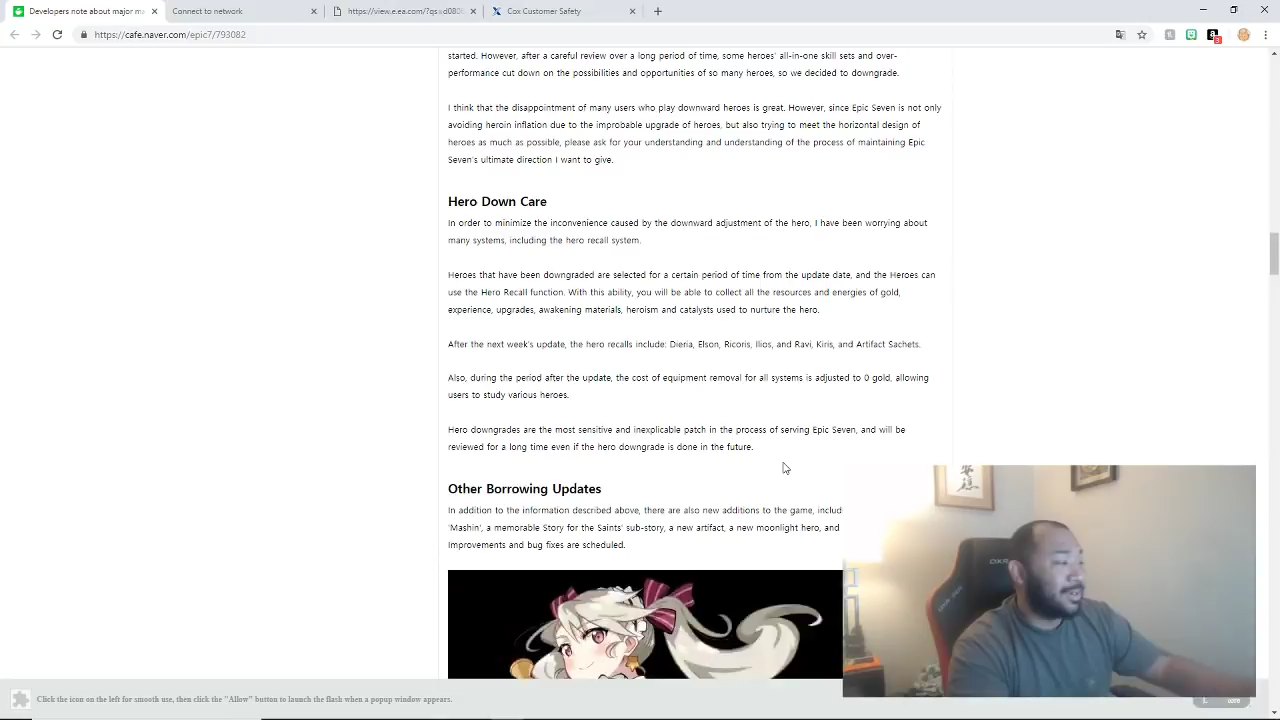 Developers note about major ma
Connect to network
https://view.e.ea.com/?qs=d080
Cox Customer Safety
https://cafe.naver.com/epic7/793082
started. However, after a careful review over a long period of time, some heroes' all-in-one skill sets and over-
performance cut down on the possibilities and opportunities of so many heroes, so we decided to downgrade.
I think that the disappointment of many users who play downward heroes is great. However, since Epic Seven is not only
avoiding heroin inflation due to the improbable upgrade of heroes, but also trying to meet the horizontal design of
heroes as much as possible, please ask for your understanding and understanding of the process of maintaining Epic
Seven's ultimate direction I want to give.
Hero Down Care
In order to minimize the inconvenience caused by the downward adjustment of the hero, I have been worrying about
many systems, including the hero recall system.
Heroes that have been downgraded are selected for a certain period of time from the update date, and the Heroes can
use the Hero Recall function. With this ability, you will be able to collect all the resources and energies of gold,
experience, upgrades, awakening materials, heroism and catalysts used to nurture the hero.
After the next week's update, the hero recalls include: Dieria, Elson, Ricoris, Ilios, and Ravi, Kiris, and Artifact Sachets.
Also, during the period after the update, the cost of equipment removal for all systems is adjusted to 0 gold, allowing
users to study various heroes.
Hero downgrades are the most sensitive and inexplicable patch in the process of serving Epic Seven, and will be
reviewed for a long time even if the hero downgrade is done in the future.
Other Borrowing Updates
In addition to the information described above, there are also new additions to the game, includ
'Mashin', a memorable Story for the Saints' sub-story, a new artifact, a new moonlight hero, and
Improvements and bug fixes are scheduled.
Click the icon on the left for smooth use, then click the "Allow" button to launch the flash when a popup window appears.